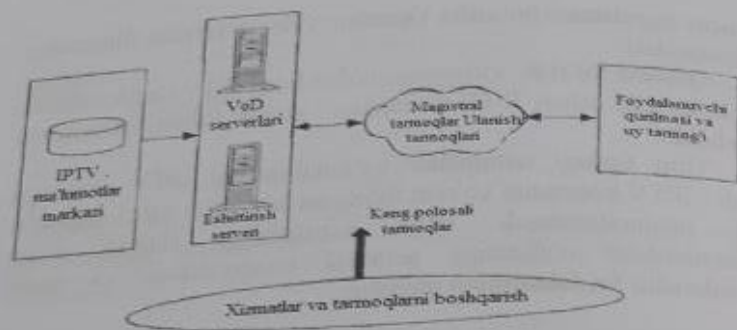 IPTV
ma'lumotlar
markazi
VoD
serverlari
Eshittirish
serveri
Magistral
tarmoqlar Ulanish
tarmoqlari
Foydalanuvchi
qurilmasi va
uy tarmog'i
Keng polosali
tarmoqlar
Xizmatlar va tarmoqlarni boshqarish